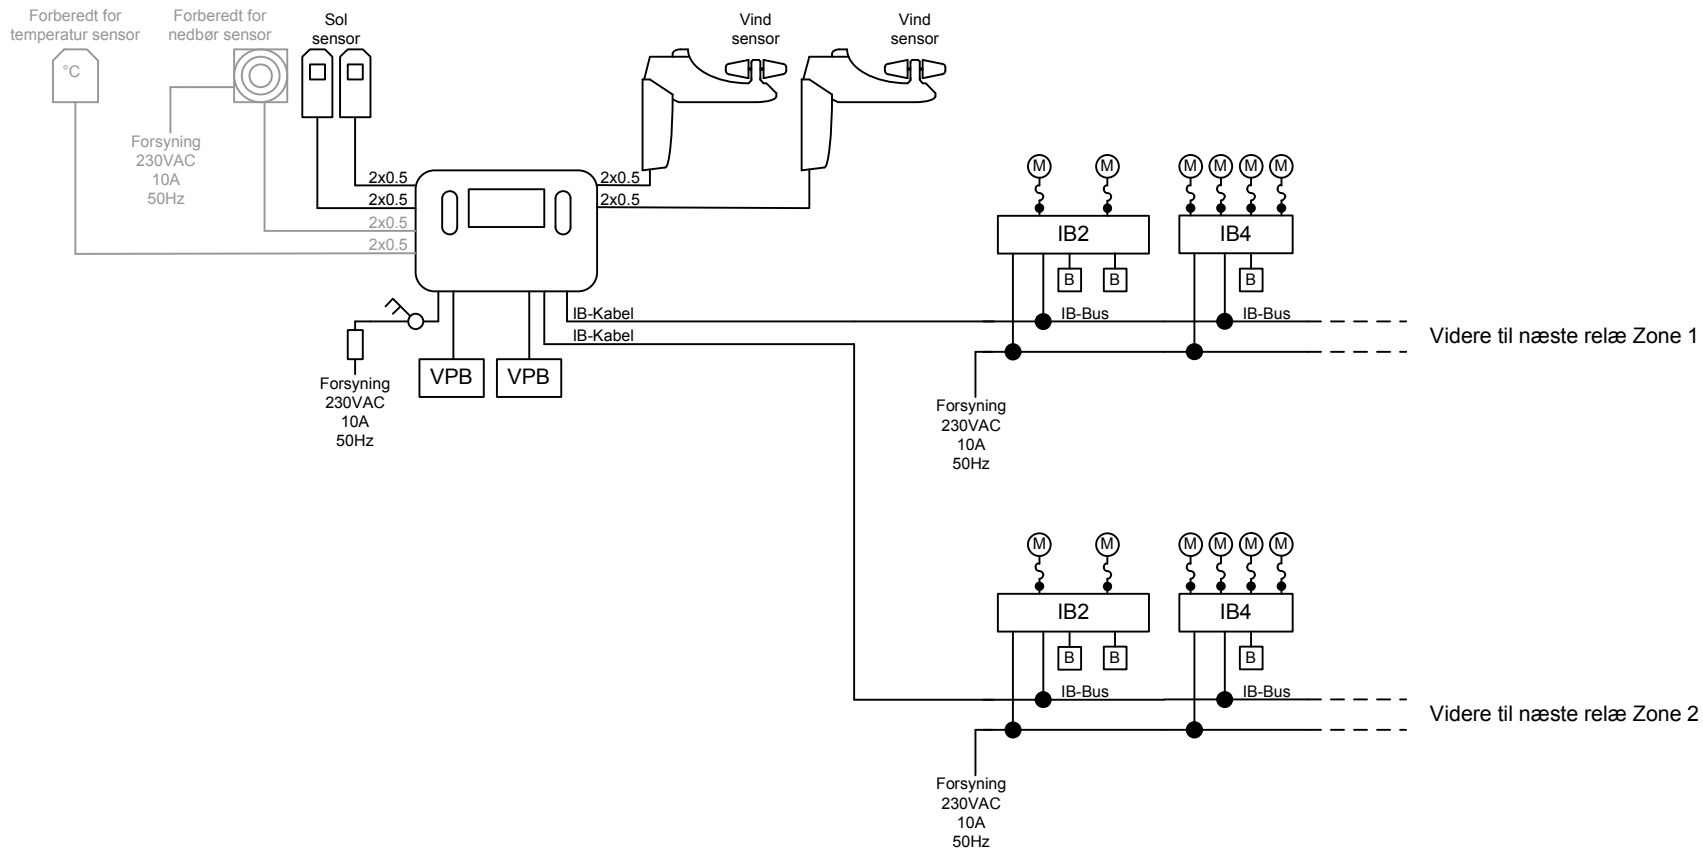 Forberedt for
temperatur sensor
Forberedt for
nedbør sensor
Sol
sensor
Vind
sensor
Vind
sensor
°C
Forsyning
230VAC
10A
50Hz
2x0.5
2x0.5
2x0.5
2x0.5
2x0.5
2x0.5
IB-Kabel
IB-Kabel
VPB
VPB
Forsyning
230VAC
10A
50Hz
M
M
M
M
M
M
IB2
IB4
B
B
B
IB-Bus
IB-Bus
Videre til næste relæ Zone 1
Forsyning
230VAC
10A
50Hz
M
M
M
M
M
M
IB2
IB4
B
B
B
IB-Bus
IB-Bus
Videre til næste relæ Zone 2
Forsyning
230VAC
10A
50Hz